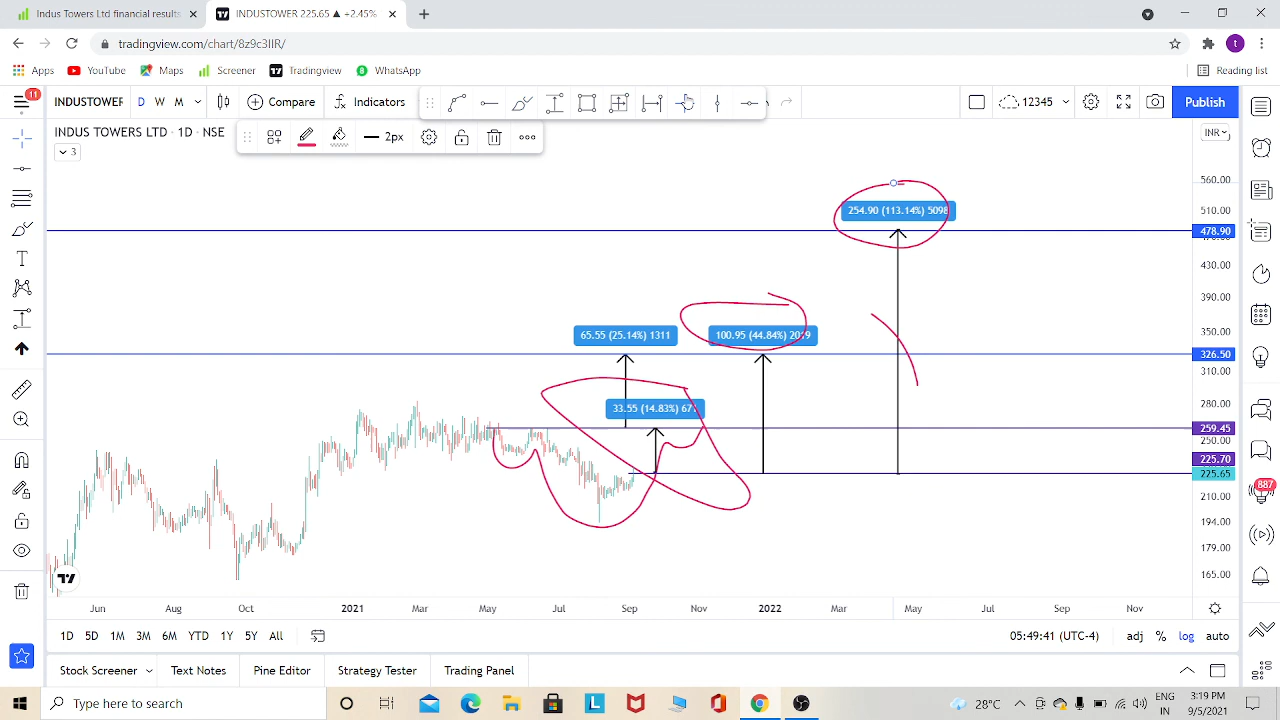 Indus Towers Ltd financial results
INDUSTOWER 225.65 ▲ +2.45%
tradingview.com/chart/8z9c3IIR/
t
Apps YouTube Maps Screener Tradingview WhatsApp Reading list
11
INDUSTOWER D W M Compare Indicators 12345 Publish
INDUS TOWERS LTD · 1D · NSE
2px
INR
3
560.00
254.90 (113.14%) 5098
510.00
478.90
430.00
390.00
65.55 (25.14%) 1311
100.95 (44.84%) 2019
350.00
326.50
310.00
33.55 (14.83%) 671
280.00
259.45
250.00
225.70
225.65
887
210.00
194.00
179.00
165.00
Jun Aug Oct 2021 Mar May Jul Sep Nov 2022 Mar May Jul Sep Nov
1D 5D 1M 3M 6M YTD 1Y 5Y All 05:49:41 (UTC-4) adj % log auto
Stock Screener Text Notes Pine Editor Strategy Tester Trading Panel
Type here to search
28°C
ENG
IN
3:19 PM
9/5/2021